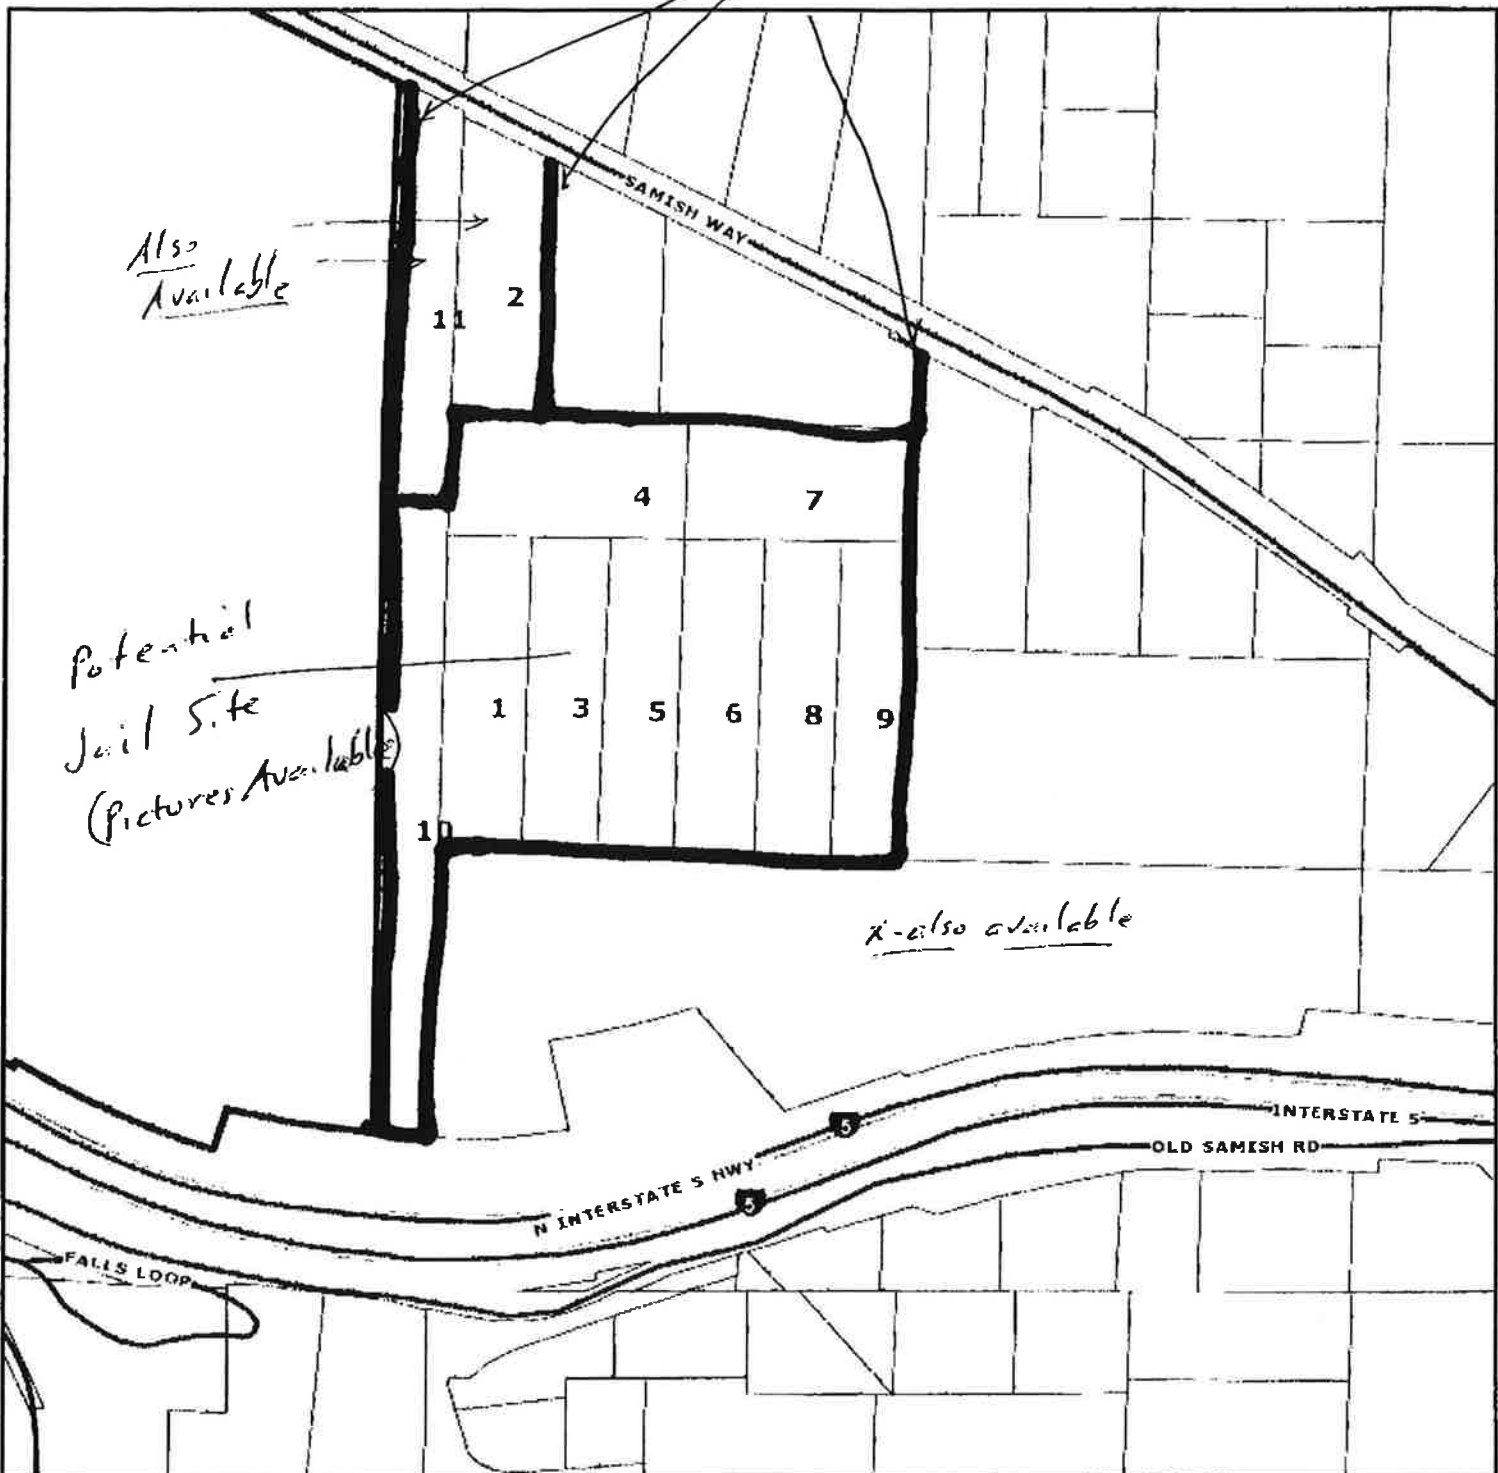 SAMISH WAY
Also
Available
2
11
4 7
Potential
Jail Site
(Pictures Available)
1 3 5 6 8 9
1
x-also available
5
INTERSTATE 5
OLD SAMISH RD
N INTERSTATE 5 HWY
5
FALLS LOOP